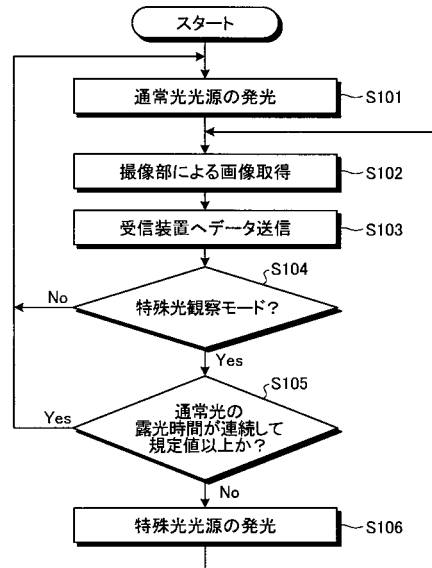 スタート
通常光光源の発光
S101
撮像部による画像取得
S102
受信装置へデータ送信
S103
S104
特殊光観察モード?
No
Yes
S105
通常光の
露光時間が連続して
規定値以上か?
Yes
No
特殊光光源の発光
S106